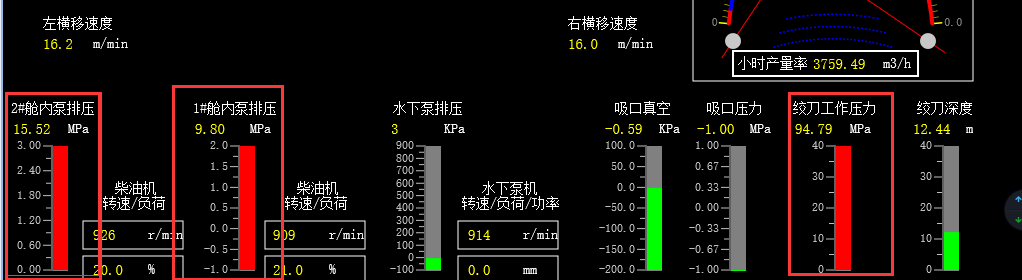 左横移速度
16.2 m/min
右横移速度
16.0 m/min
0
0.0
小时产量率 3759.49 m3/h
2#舱内泵排压
15.52 MPa
3.00
2.40
1.80
1.20
0.60
0.00
柴油机
转速/负荷
926 r/min
20.0 %
1#舱内泵排压
9.80 MPa
2.0
1.5
1.0
0.5
0.0
-0.5
-1.0
柴油机
转速/负荷
909 r/min
21.0 %
水下泵排压
3 KPa
900
800
700
600
500
400
300
200
100
0
-100
水下泵机
转速/负荷/功率
914 r/min
0.0 mm
吸口真空
-0.59 KPa
100.0
50.0
0.0
-50.0
-100.0
-150.0
-200.0
吸口压力
-1.00 MPa
1.00
0.67
0.33
0.00
-0.33
-0.67
-1.00
绞刀工作压力
94.79 MPa
40
30
20
10
0
绞刀深度
12.44 m
40
30
20
10
0